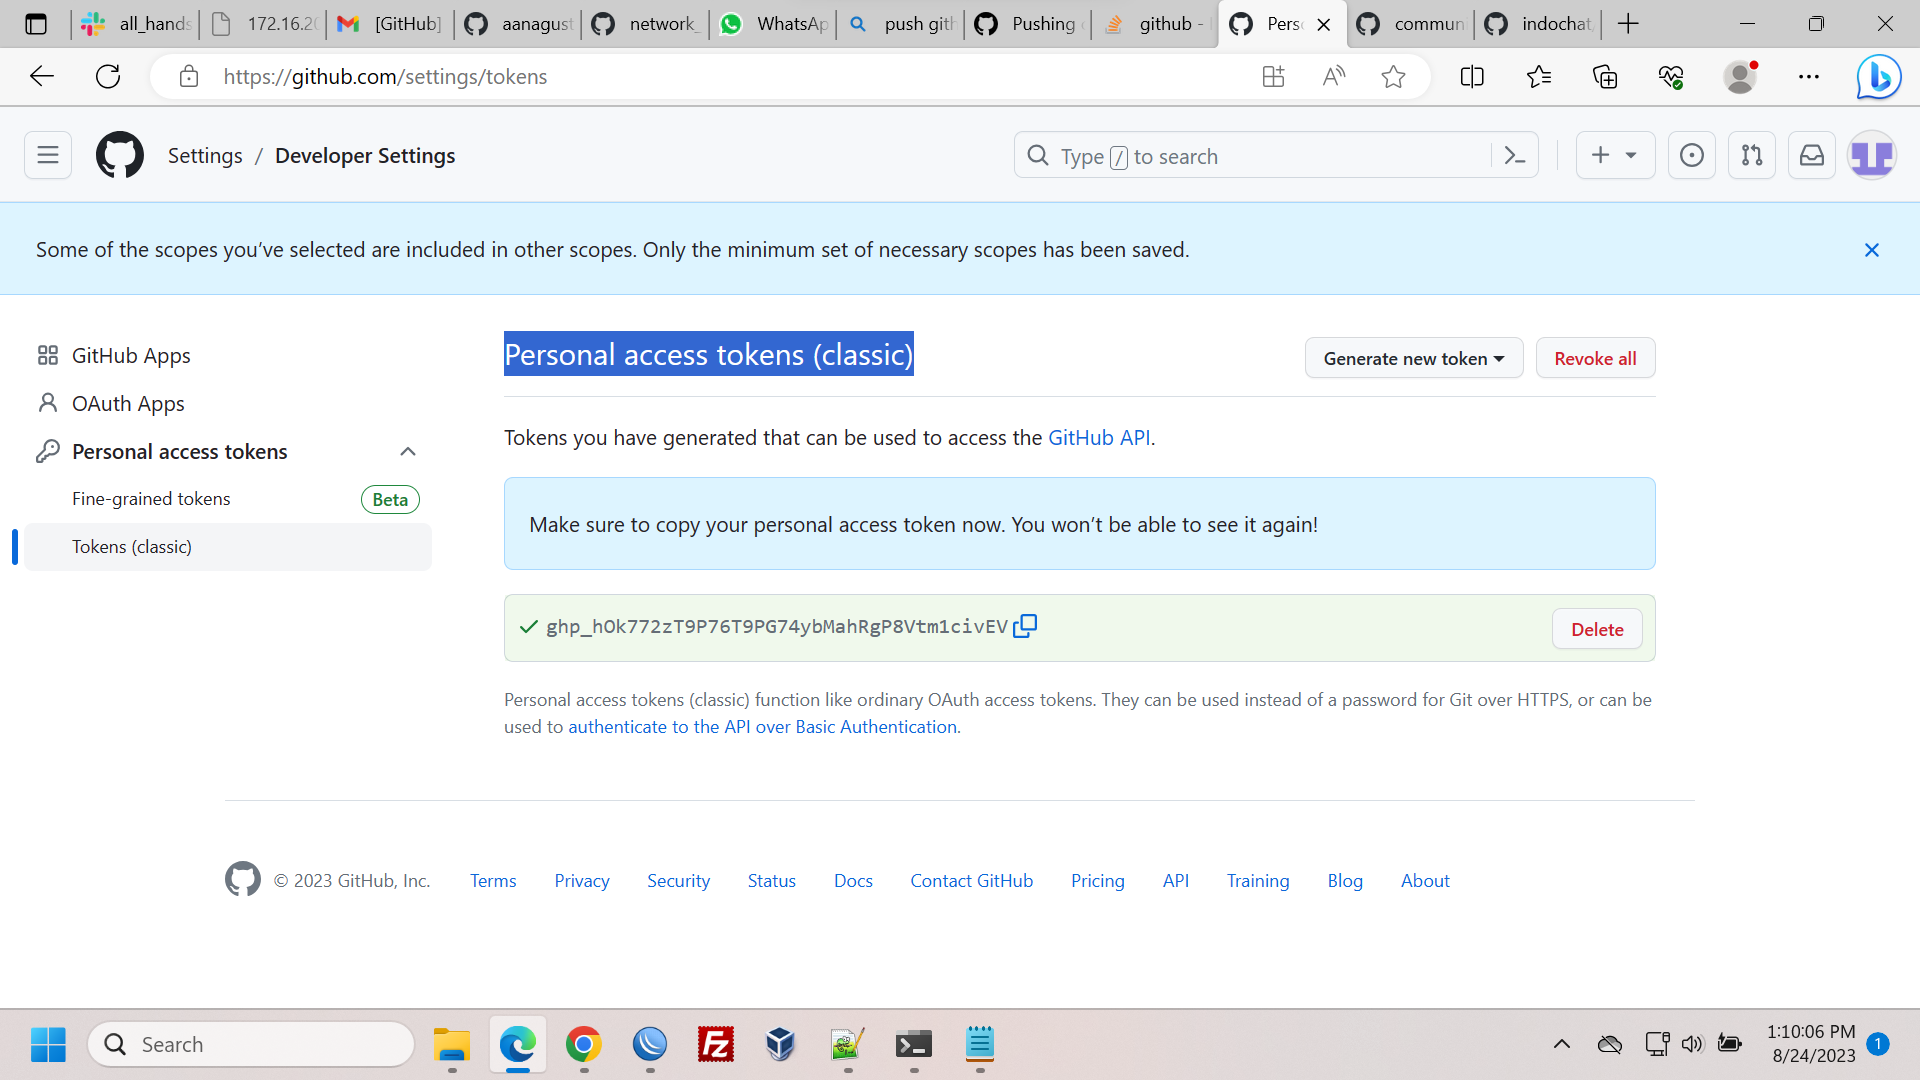 all_hands
172.16.20
[GitHub]
aanagust
network_
WhatsAp
push gith
Pushing
github -
Perso
commun
indochat,
https://github.com/settings/tokens
Settings / Developer Settings
Type / to search
Some of the scopes you’ve selected are included in other scopes. Only the minimum set of necessary scopes has been saved.
GitHub Apps
OAuth Apps
Personal access tokens
Fine-grained tokens Beta
Tokens (classic)
Personal access tokens (classic)
Generate new token
Revoke all
Tokens you have generated that can be used to access the GitHub API.
Make sure to copy your personal access token now. You won’t be able to see it again!
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
Delete
Personal access tokens (classic) function like ordinary OAuth access tokens. They can be used instead of a password for Git over HTTPS, or can be
used to authenticate to the API over Basic Authentication.
© 2023 GitHub, Inc. Terms Privacy Security Status Docs Contact GitHub Pricing API Training Blog About
Search
1:10:06 PM
8/24/2023
1